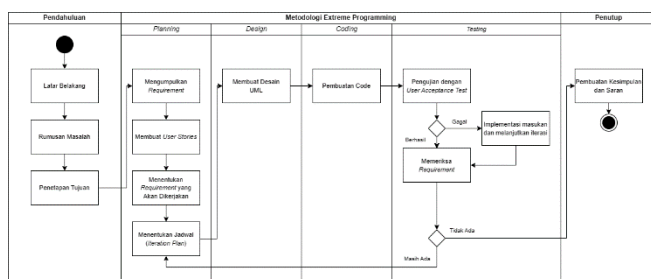 Pendahuluan
Metodologi Extreme Programming
Penutup
Planning
Design
Coding
Testing
Latar Belakang
Rumusan Masalah
Penetapan Tujuan
Mengumpulkan
Requirement
Membuat User Stories
Menentukan
Requirement yang
Akan Dikerjakan
Menentukan Jadwal
(Iteration Plan)
Membuat Desain
UML
Pembuatan Code
Pengujian dengan
User Acceptance Test
Gagal
Berhasil
Implementasi masukan
dan melanjutkan iterasi
Memeriksa
Requirement
Tidak Ada
Masih Ada
Pembuatan Kesimpulan
dan Saran